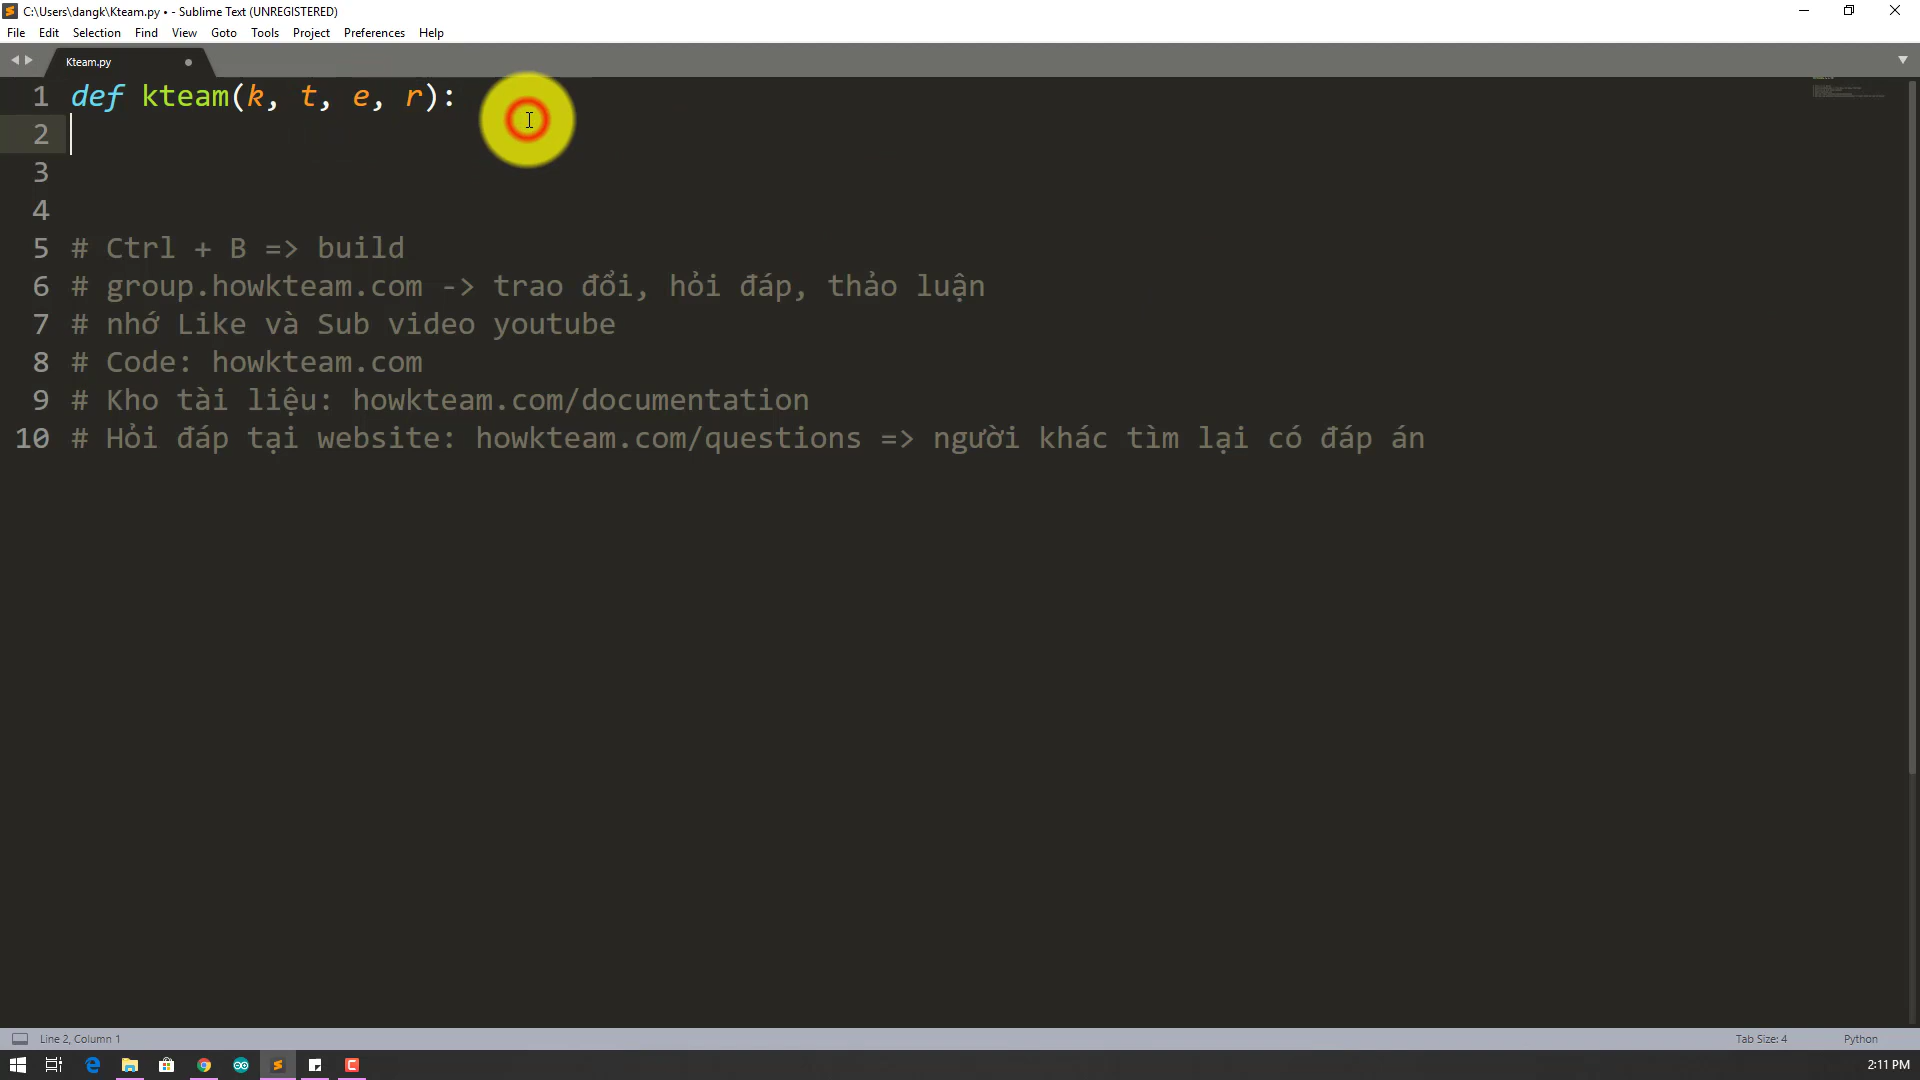 C:\Users\dangk\Kteam.py • - Sublime Text (UNREGISTERED)
File Edit Selection Find View Goto Tools Project Preferences Help
Kteam.py
1 def kteam(k, t, e, r):
2
3
4
5 # Ctrl + B => build
6 # group.howkteam.com -> trao đổi, hỏi đáp, thảo luận
7 # nhớ Like và Sub video youtube
8 # Code: howkteam.com
9 # Kho tài liệu: howkteam.com/documentation
10 # Hỏi đáp tại website: howkteam.com/questions => người khác tìm lại có đáp án
Line 2, Column 1 Tab Size: 4 Python
2:11 PM